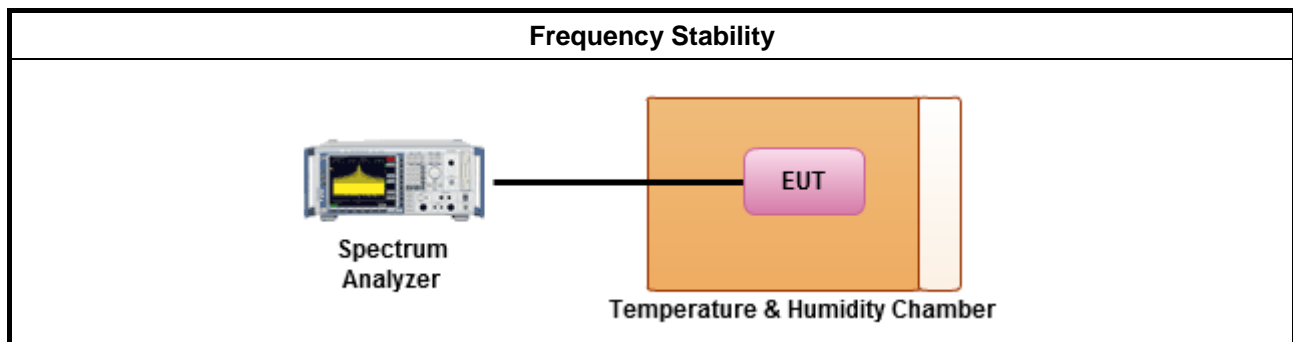 Frequency Stability
EUT
Spectrum
Analyzer
Temperature & Humidity Chamber